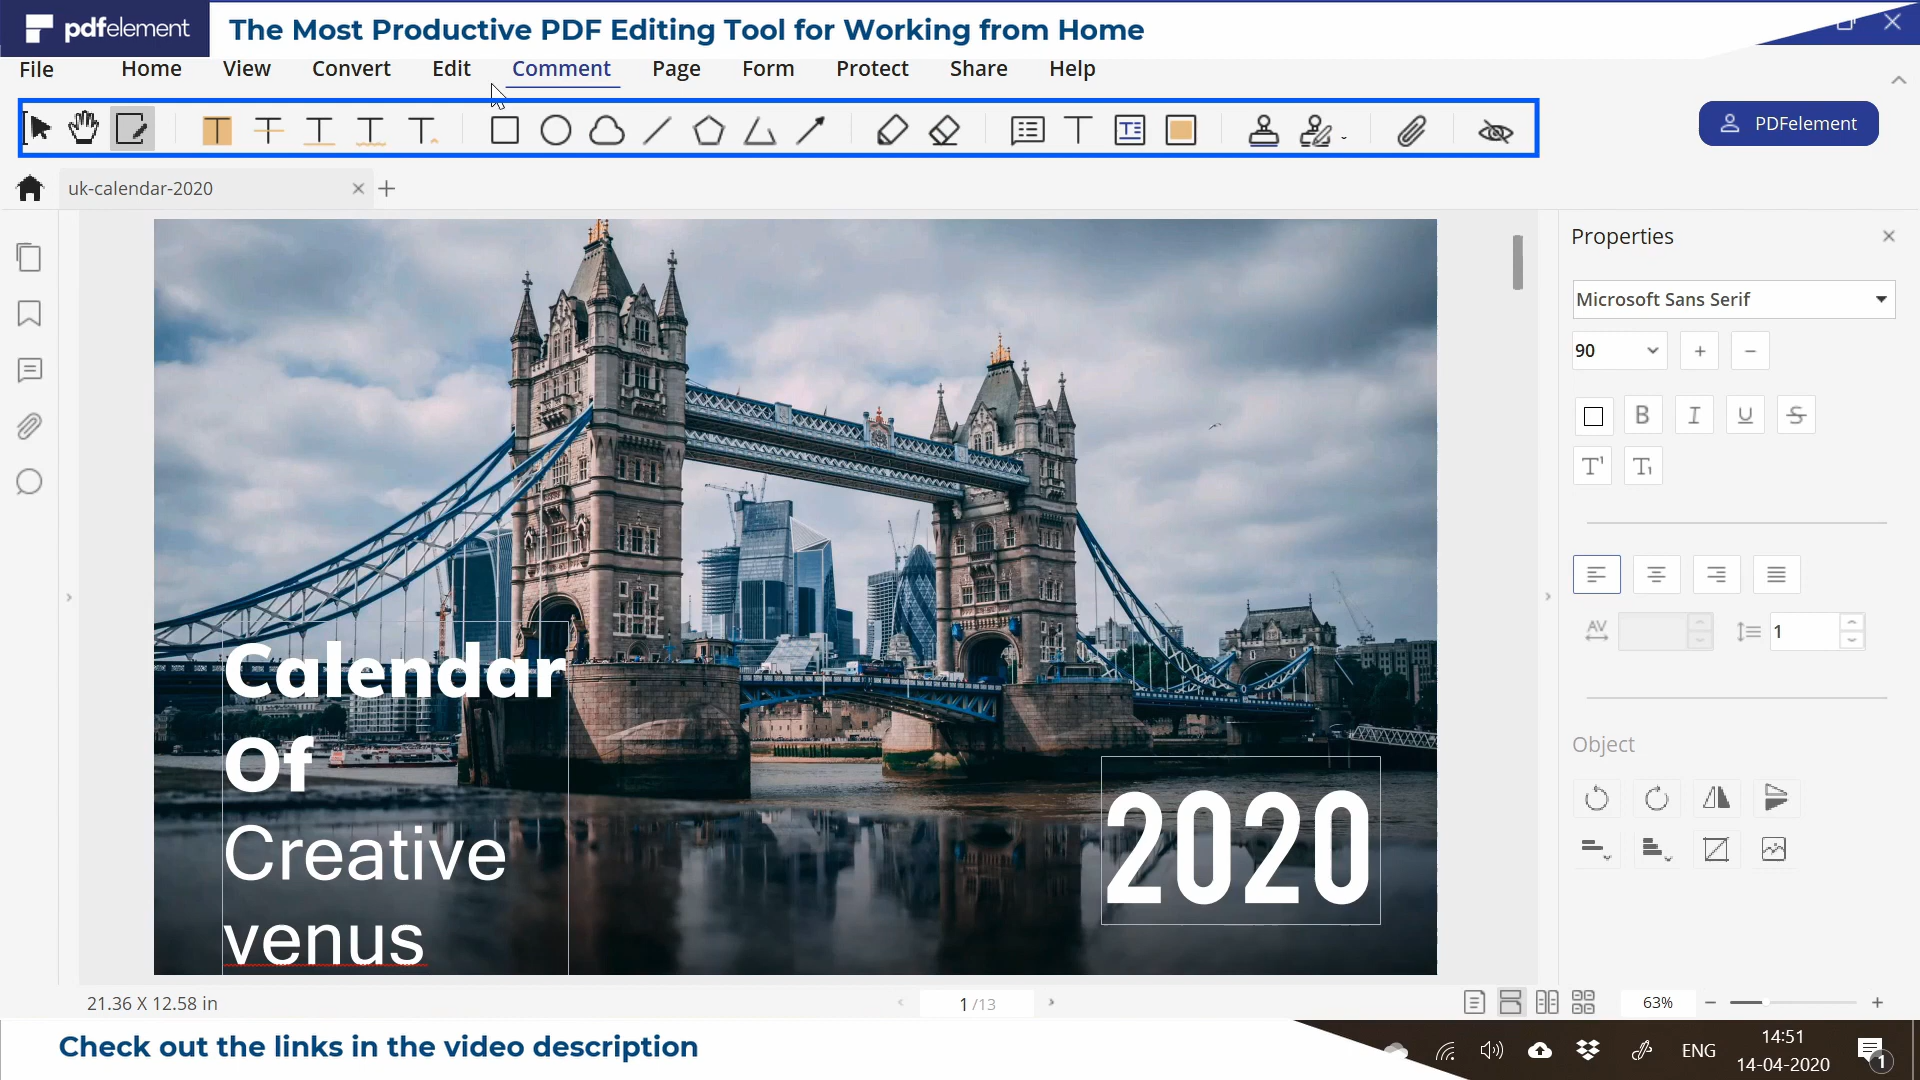 pdfelement
The Most Productive PDF Editing Tool for Working from Home
File Home View Convert Edit Comment Page Form Protect Share Help
PDFelement
uk-calendar-2020
Properties
Microsoft Sans Serif
90
1
Object
Calendar
Of
Creative
venus
2020
21.36 X 12.58 in
1 /13
63%
Check out the links in the video description
ENG
14:51
14-04-2020
1